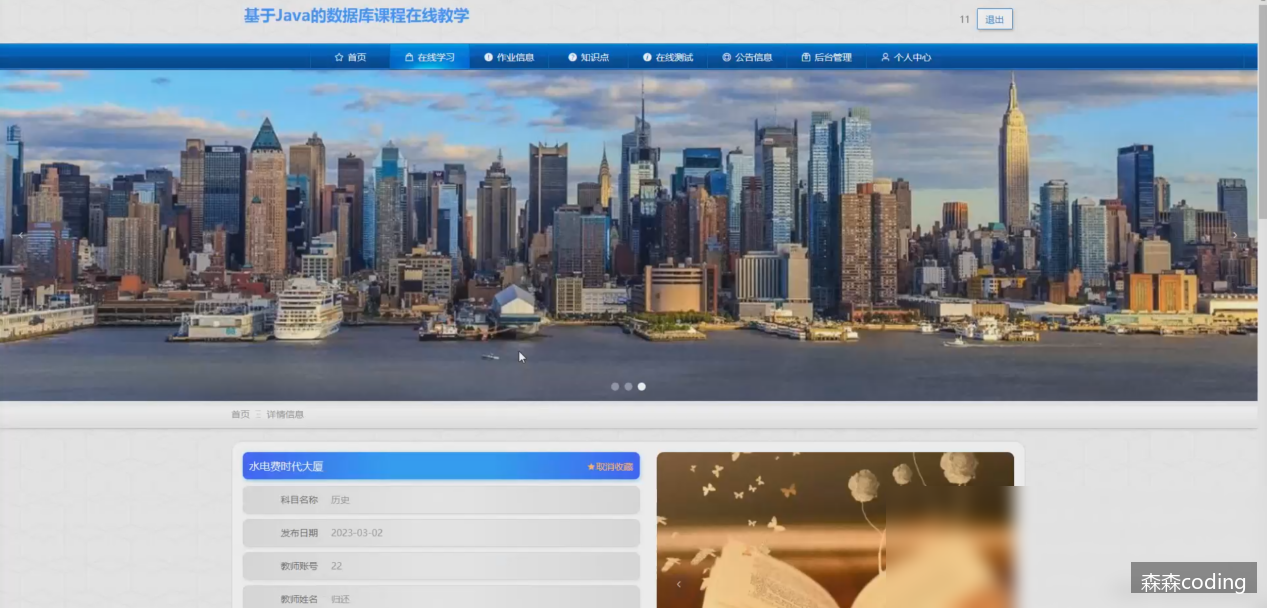 基于Java的数据库课程在线教学
11 退出
首页 在线学习 作业信息 知识点 在线测试 公告信息 后台管理 个人中心
首页 详情信息
水电费时代大厦 ★取消收藏
科目名称 历史
发布日期 2023-03-02
教师账号 22
教师姓名 归还
森森coding